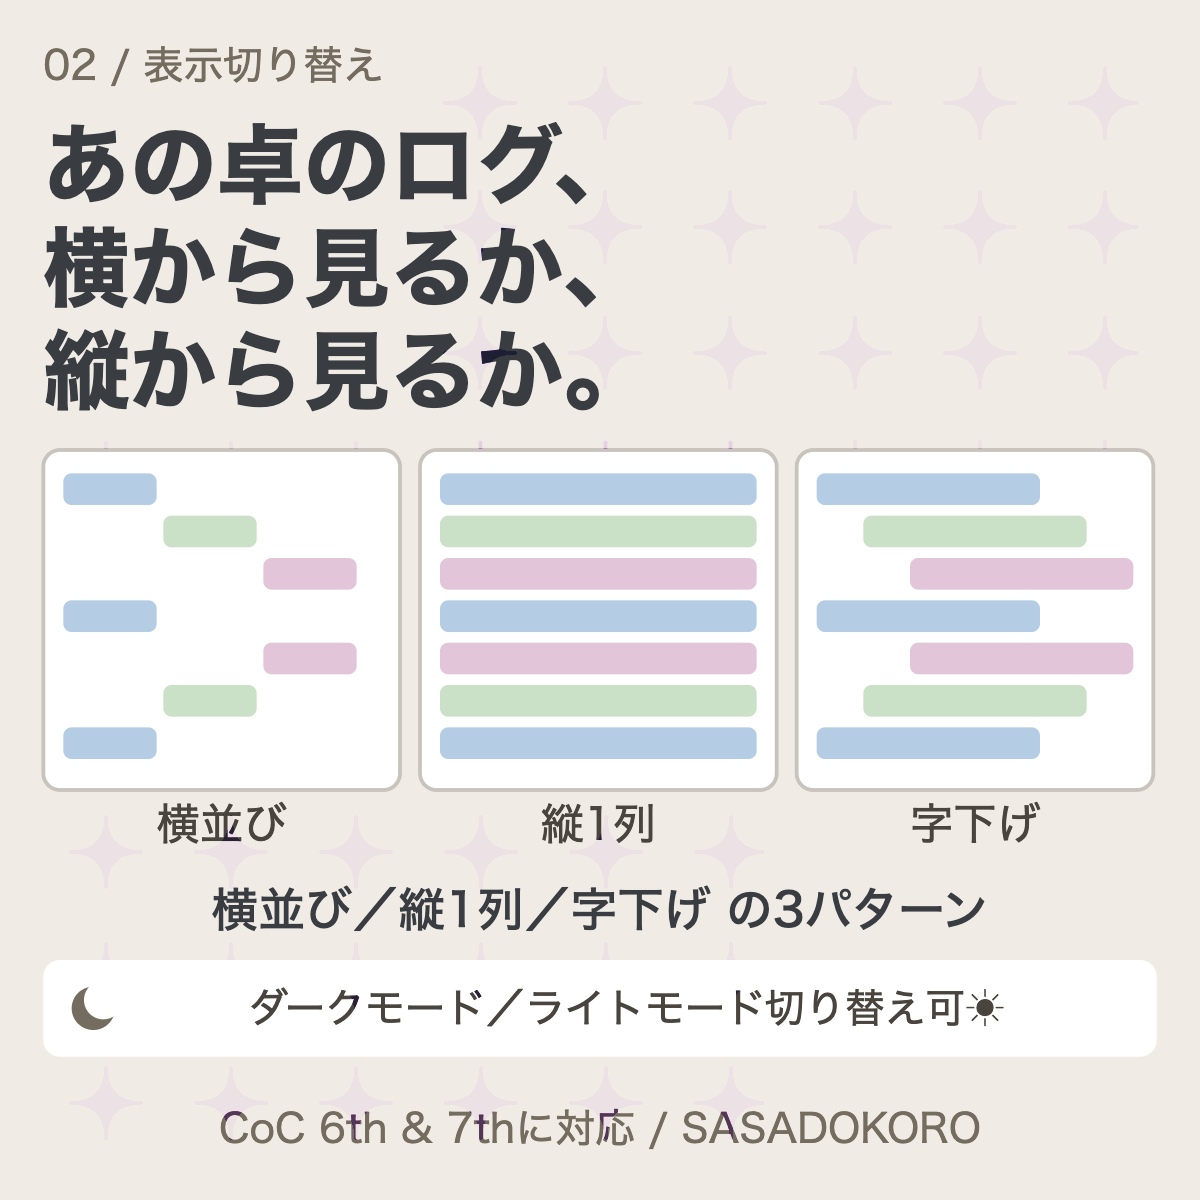 02 / 表示切り替え
あの卓のログ、
横から見るか、
縦から見るか。
横並び
縦1列
字下げ
横並び／縦1列／字下げ の3パターン
ダークモード／ライトモード切り替え可☀
CoC 6th & 7thに対応 / SASADOKORO